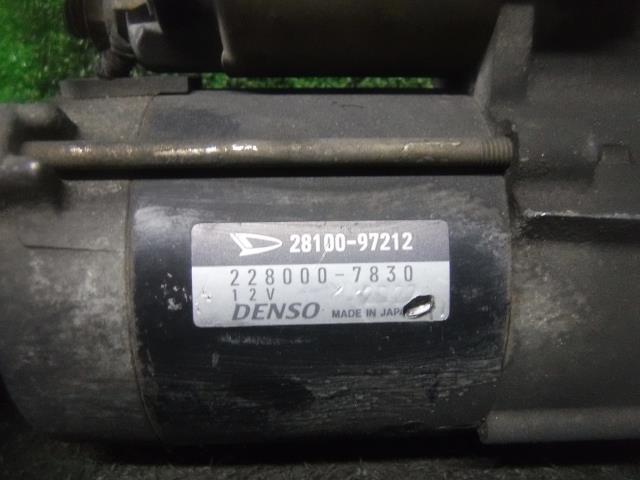 28100-97212
228000-7830
12V
DENSO MADE IN JAPAN